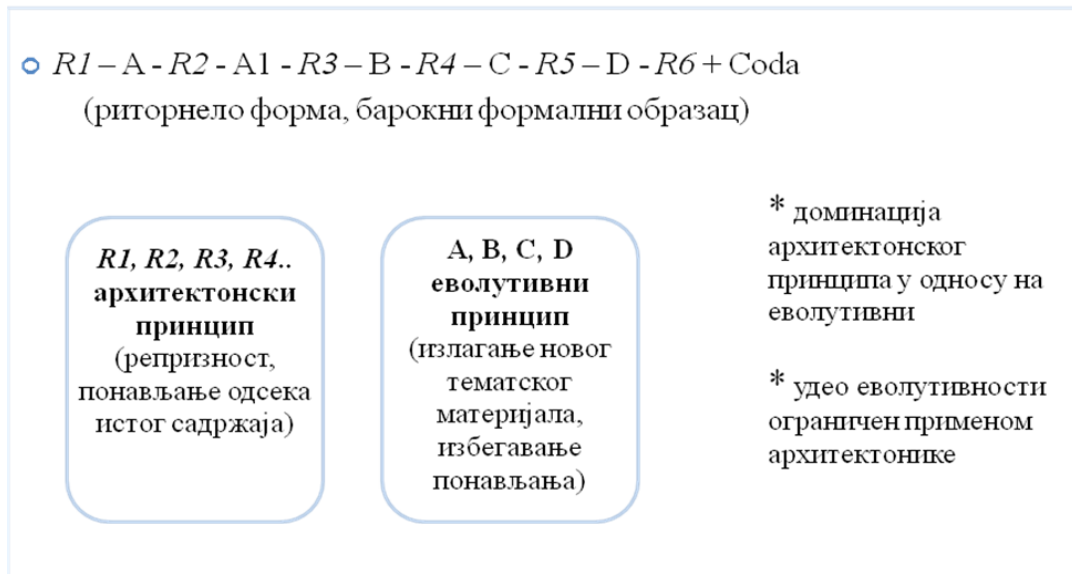 R1 – A - R2 - A1 - R3 – B - R4 – C - R5 – D - R6 + Coda
(риторнело форма, барокни формални образац)
R1, R2, R3, R4..
архитектонски
принцип
(репризност,
понављање одсека
истог садржаја)
A, B, C, D
еволутивни
принцип
(излагање новог
тематског
материјала,
избегавање
понављања)
* доминација
архитектонског
принципа у односу на
еволутивни
* удео еволутивности
ограничен применом
архитектонике